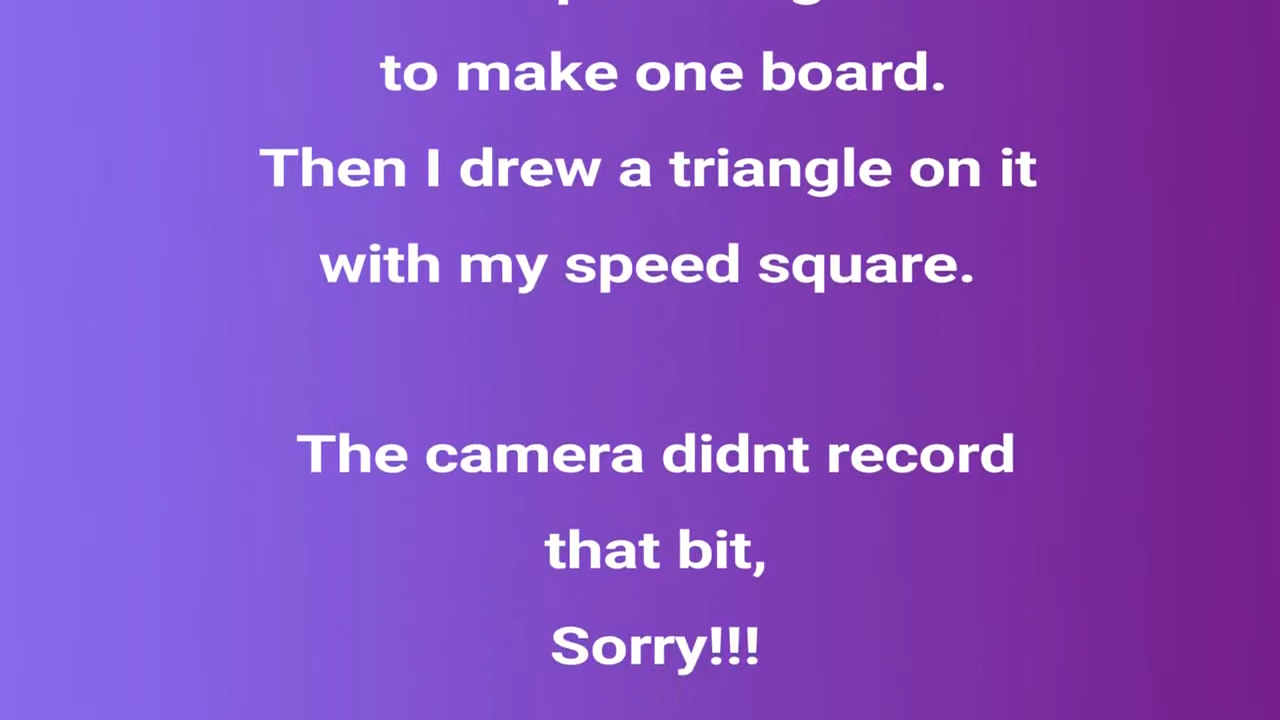 to make one board.
Then I drew a triangle on it
with my speed square.
The camera didnt record
that bit,
Sorry!!!